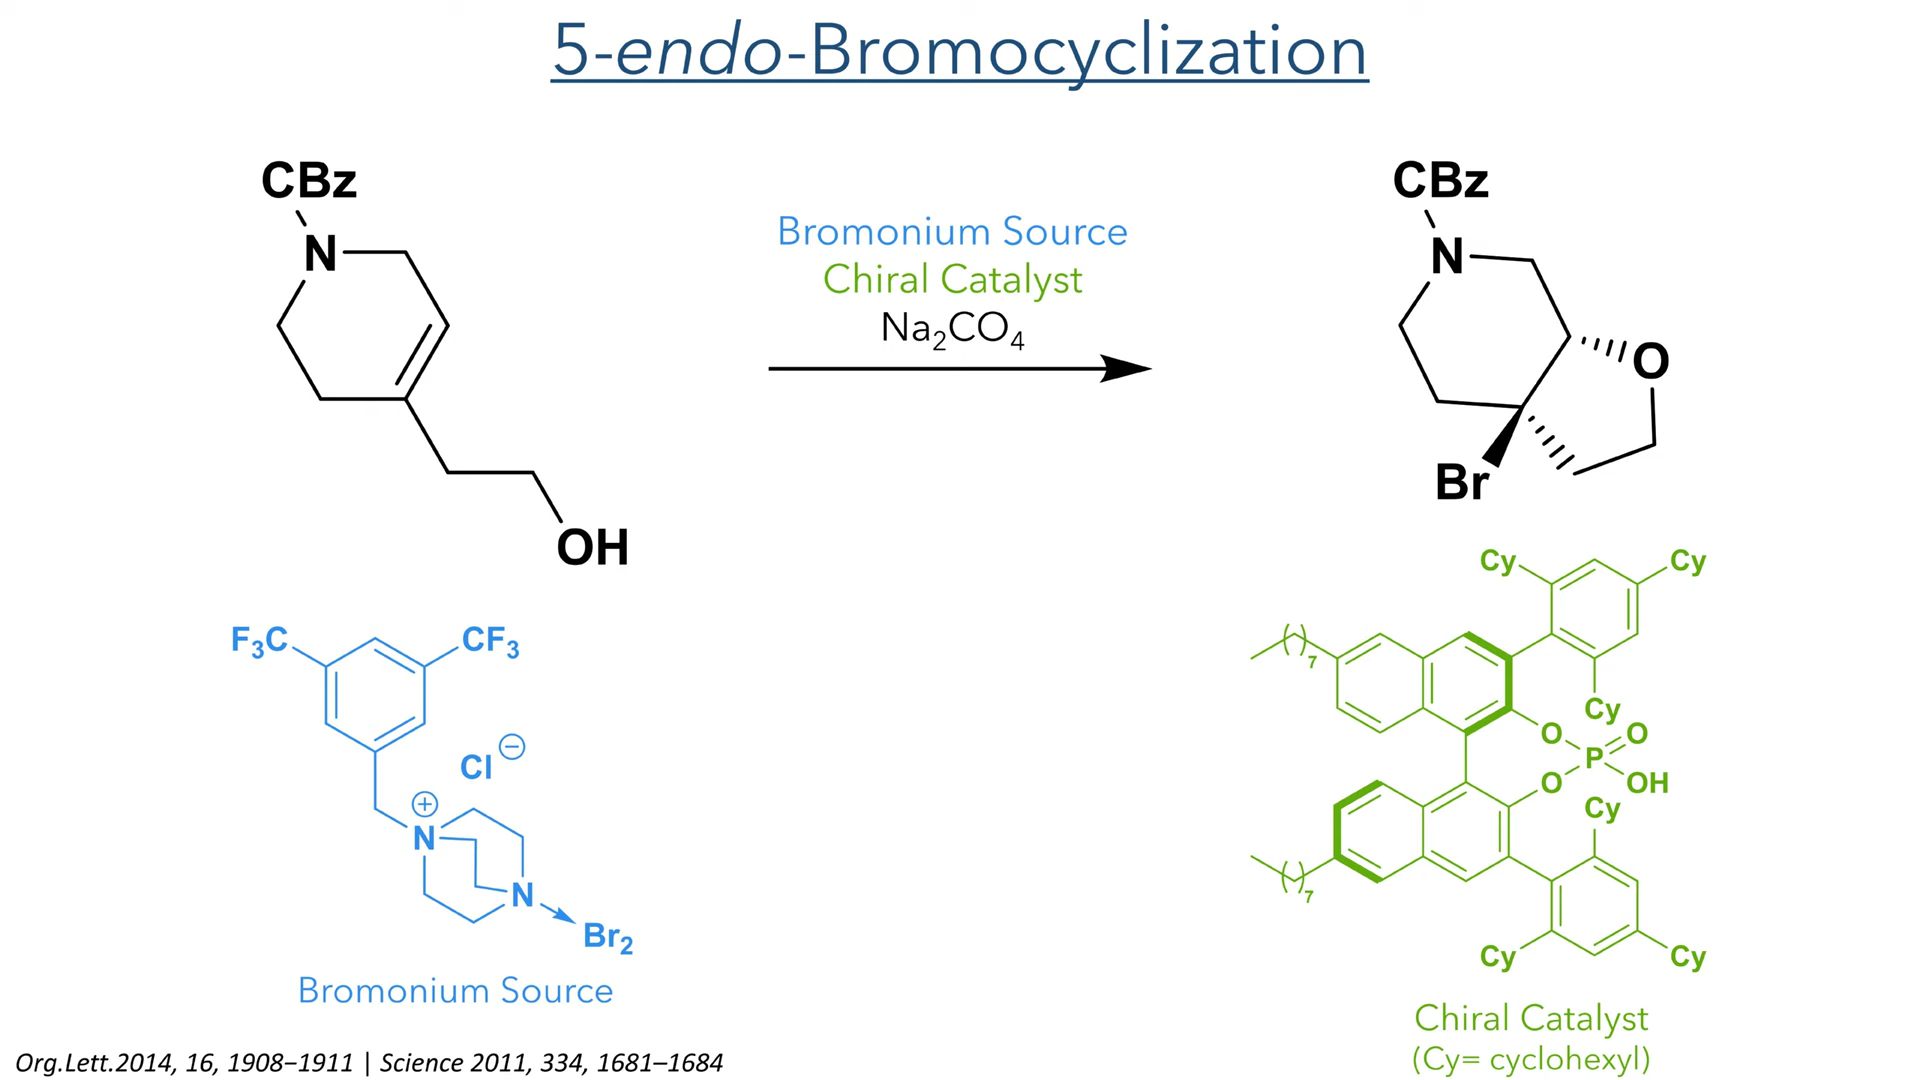 5-endo-Bromocyclization
CBz
N
OH
Bromonium Source
Chiral Catalyst
Na₂CO₄
CBz
N
O
Br
F₃C
CF₃
Cl ⊖
⊕
N
N
Br₂
Bromonium Source
Cy
Cy
( )₇
Cy
O
O
P
O
OH
Cy
( )₇
Cy
Cy
Chiral Catalyst
(Cy= cyclohexyl)
Org.Lett.2014, 16, 1908–1911 | Science 2011, 334, 1681–1684